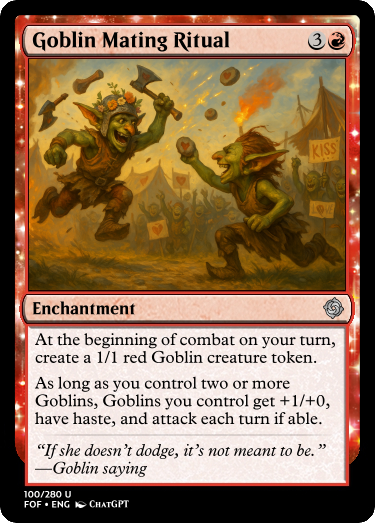 Goblin Mating Ritual 3
KISS
Enchantment
At the beginning of combat on your turn,
create a 1/1 red Goblin creature token.
As long as you control two or more
Goblins, Goblins you control get +1/+0,
have haste, and attack each turn if able.
“If she doesn’t dodge, it’s not meant to be.”
—Goblin saying
100/280 U
FOF • ENG ChatGPT